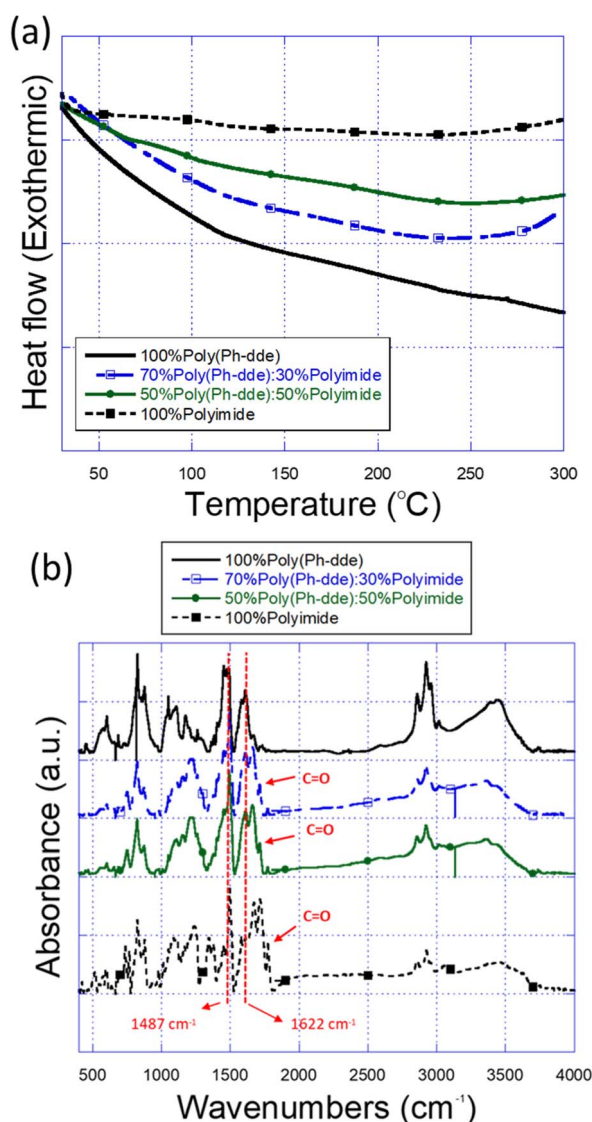 (a)
Heat flow (Exothermic)
100%Poly(Ph-dde)
70%Poly(Ph-dde):30%Polyimide
50%Poly(Ph-dde):50%Polyimide
100%Polyimide
50 100 150 200 250 300
Temperature (°C)
(b)
100%Poly(Ph-dde)
70%Poly(Ph-dde):30%Polyimide
50%Poly(Ph-dde):50%Polyimide
100%Polyimide
Absorbance (a.u.)
C=O
C=O
C=O
1487 cm⁻¹ 1622 cm⁻¹
500 1000 1500 2000 2500 3000 3500 4000
Wavenumbers (cm⁻¹)